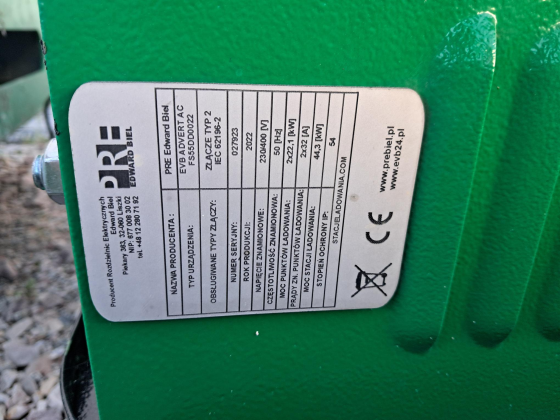 PRE
EDWARD BIEL
Producent Rozdzielnic Elektrycznych
Edward Biel
Piekary 363, 32-060 Liszki
NIP: 677 009 30 02
tel. +48 12 280 71 92
NAZWA PRODUCENTA : PRE Edward Biel
TYP URZĄDZENIA: EVB ADVERT AC
FS55DD0022
OBSŁUGIWANE TYPY ZŁĄCZY: ZŁĄCZE TYP 2
IEC 62196-2
NUMER SERYJNY: 027923
ROK PRODUKCJI: 2022
NAPIĘCIE ZNAMIONOWE: 230/400 [V]
CZĘSTOTLIWOŚĆ ZNAMIONOWA: 50 [Hz]
MOC PUNKTÓW ŁADOWANIA: 2x22,1 [kW]
PRĄDY ZN. PUNKTÓW ŁADOWANIA: 2x32 [A]
MOC STACJI ŁADOWANIA: 44,3 [kW]
STOPIEŃ OCHRONY IP: 54
STACJELADOWANIA.COM
CE
www.prebiel.pl
www.evb24.pl